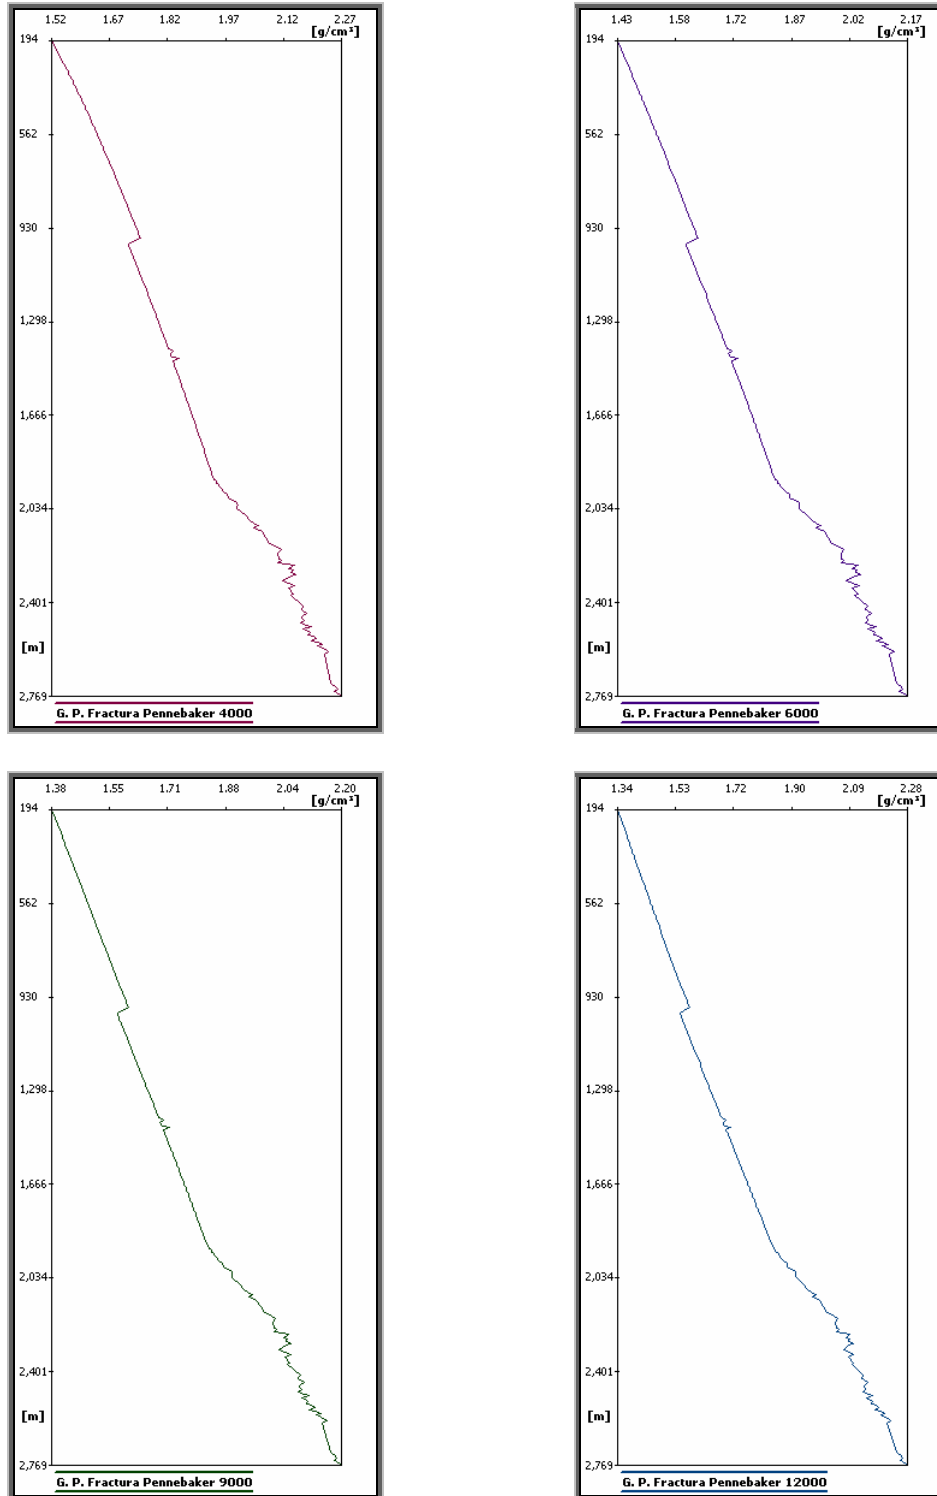 1.52 1.67 1.82 1.97 2.12 2.27
[g/cm³]
194
562
930
1,298
1,666
2,034
2,401
[m]
2,769
G. P. Fractura Pennebaker 4000
1.43 1.58 1.72 1.87 2.02 2.17
[g/cm³]
194
562
930
1,298
1,666
2,034
2,401
[m]
2,769
G. P. Fractura Pennebaker 6000
1.38 1.55 1.71 1.88 2.04 2.20
[g/cm³]
194
562
930
1,298
1,666
2,034
2,401
[m]
2,769
G. P. Fractura Pennebaker 9000
1.34 1.53 1.72 1.90 2.09 2.28
[g/cm³]
194
562
930
1,298
1,666
2,034
2,401
[m]
2,769
G. P. Fractura Pennebaker 12000